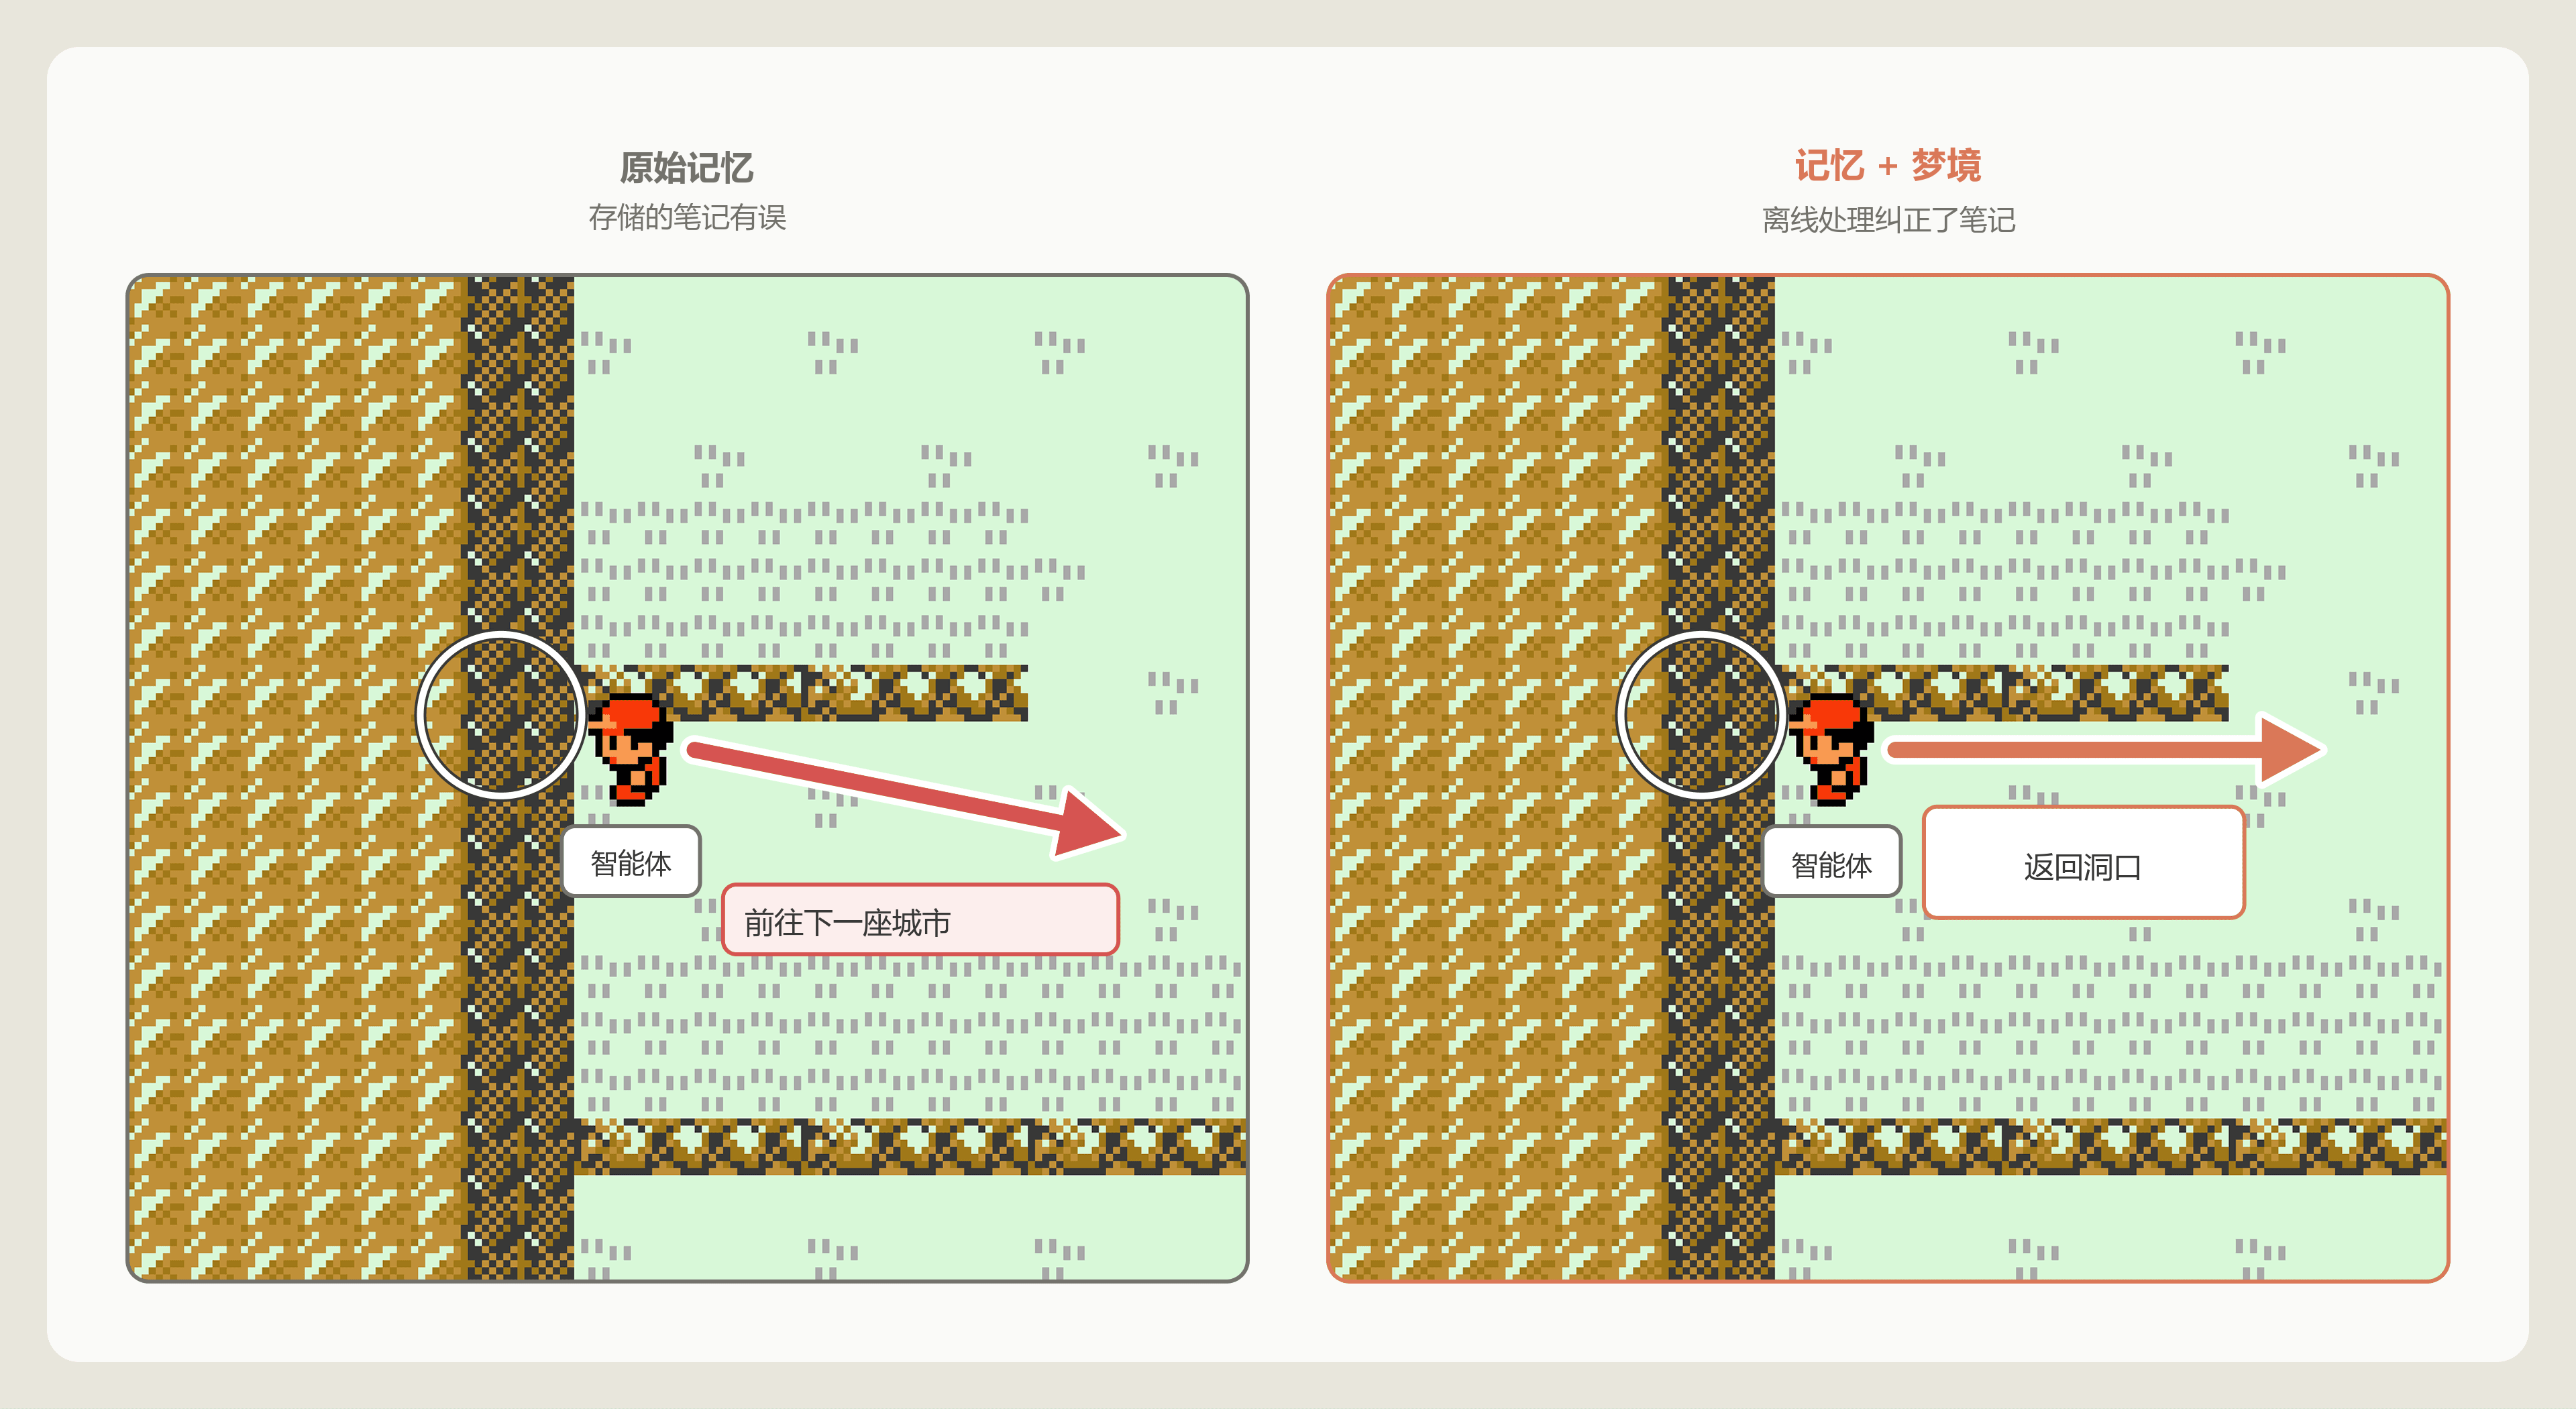 原始记忆
存储的笔记有误
智能体
前往下一座城市
记忆 + 梦境
离线处理纠正了笔记
智能体
返回洞口